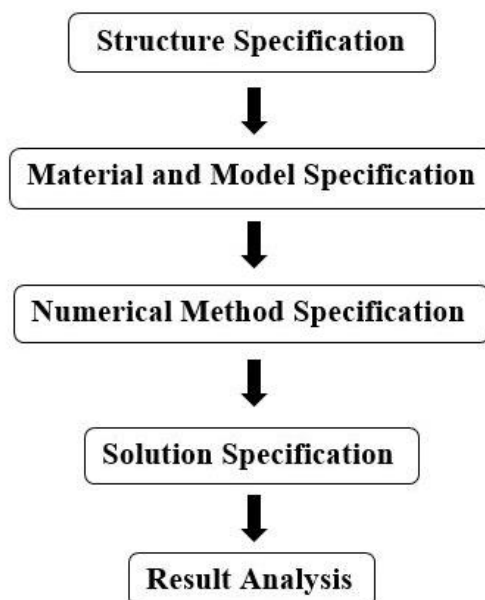 Structure Specification
Material and Model Specification
Numerical Method Specification
Solution Specification
Result Analysis